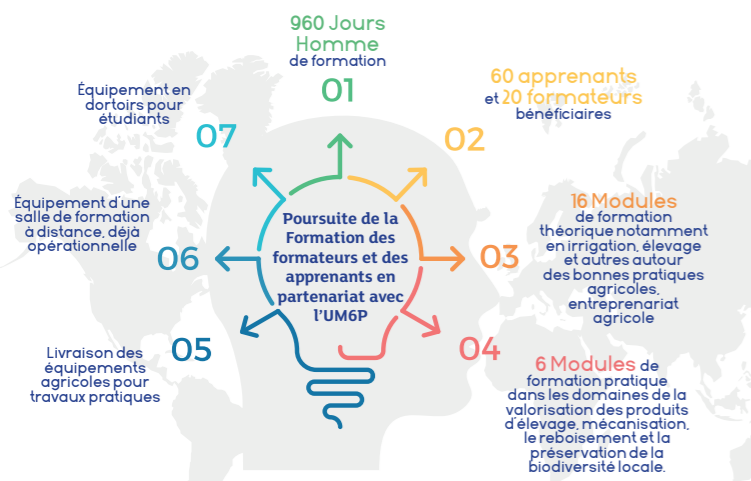 960 Jours
Homme
de formation
01
60 apprenants
et 20 formateurs
bénéficiaires
02
16 Modules
de formation
théorique notamment
en irrigation, élevage
et autres autour
des bonnes pratiques
agricoles,
entreprenariat
agricole
03
6 Modules de
formation pratique
dans les domaines de la
valorisation des produits
d'élevage, mécanisation,
le reboisement et la
préservation de la
biodiversité locale.
04
Livraison des
équipements
agricoles pour
travaux pratiques
05
Équipement d'une
salle de formation
à distance, déjà
opérationnelle
06
Équipement en
dortoirs pour
étudiants
07
Poursuite de la
Formation des
formateurs et des
apprenants en
partenariat avec
l'UM6P